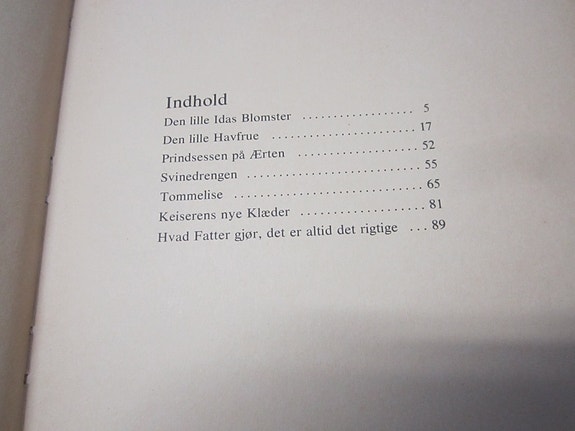 Indhold
Den lille Idas Blomster .................. 5
Den lille Havfrue ...................... 17
Prindsessen på Ærten .................. 52
Svinedrengen .......................... 55
Tommelise ............................ 65
Keiserens nye Klæder .................. 81
Hvad Fatter gjør, det er altid det rigtige ... 89